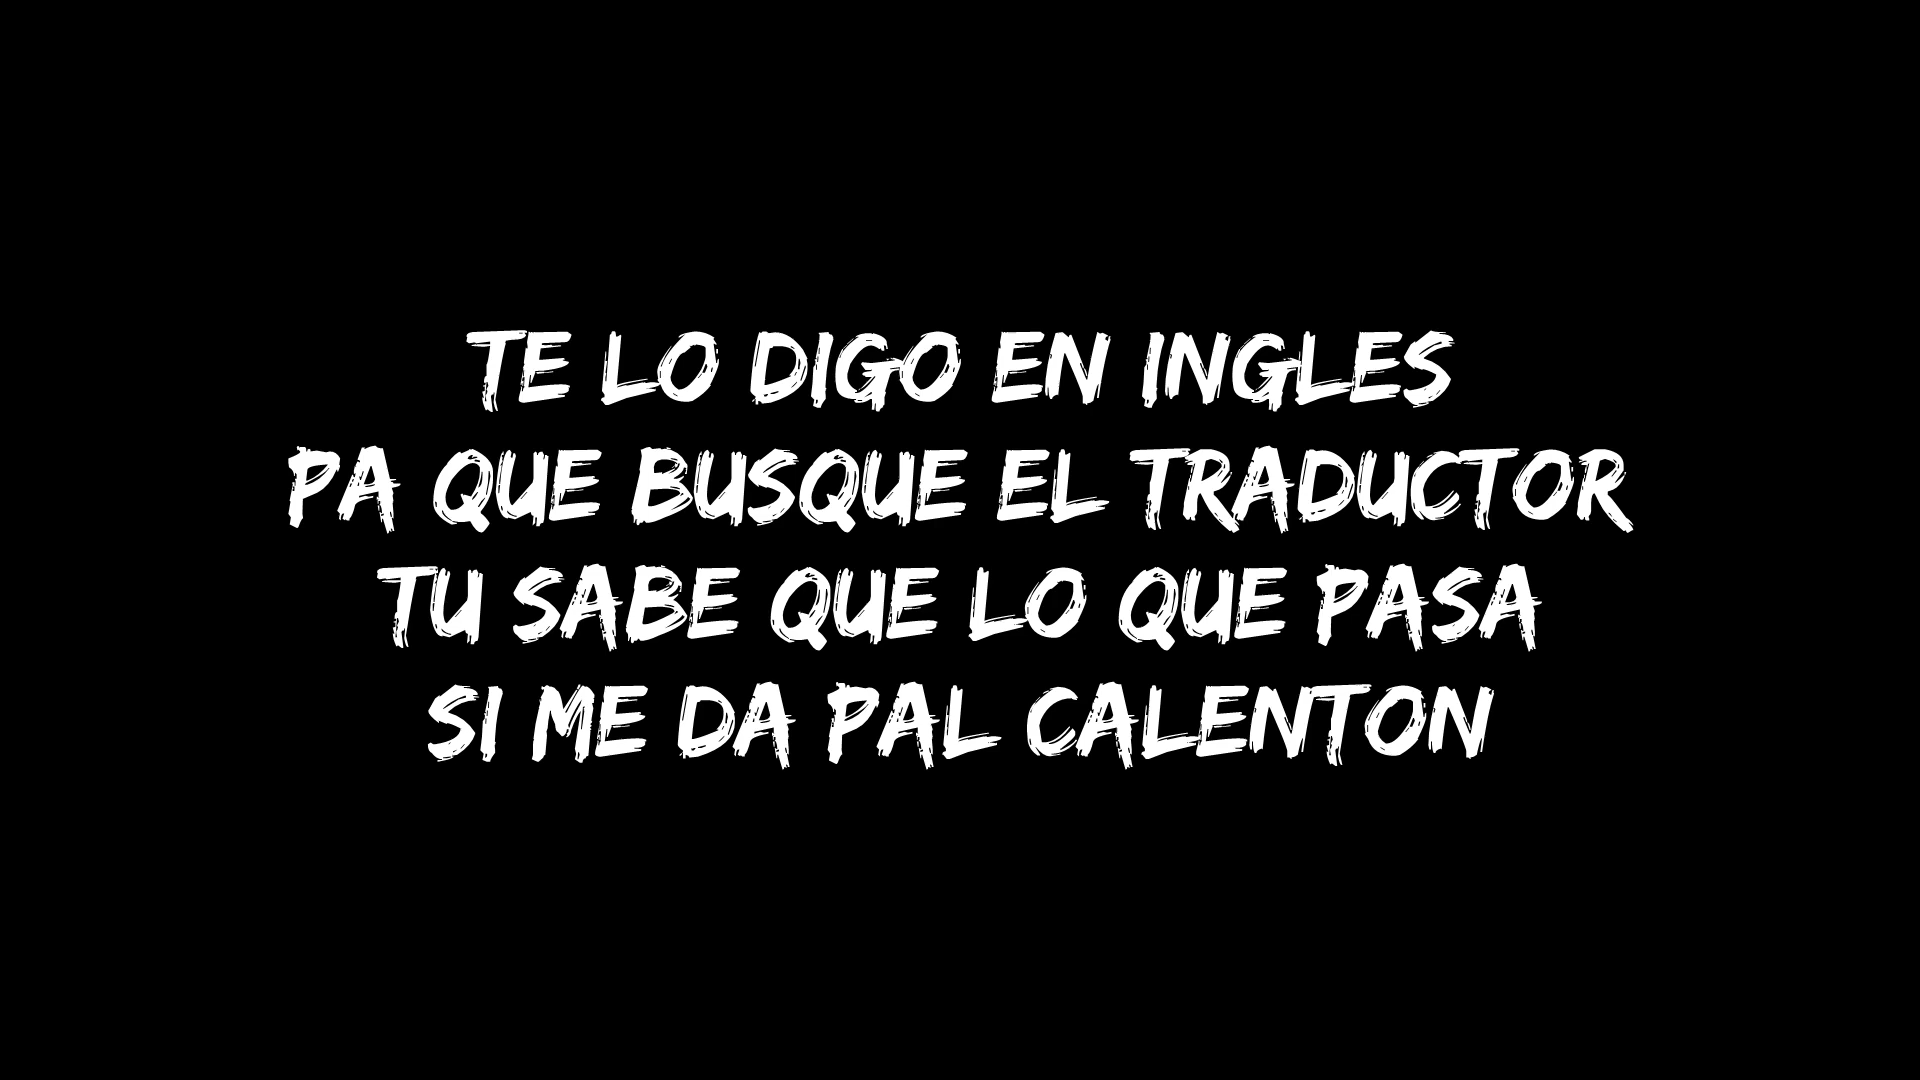 TE LO DIGO EN INGLES
PA QUE BUSQUE EL TRADUCTOR
TU SABE QUE LO QUE PASA
SI ME DA PAL CALENTON